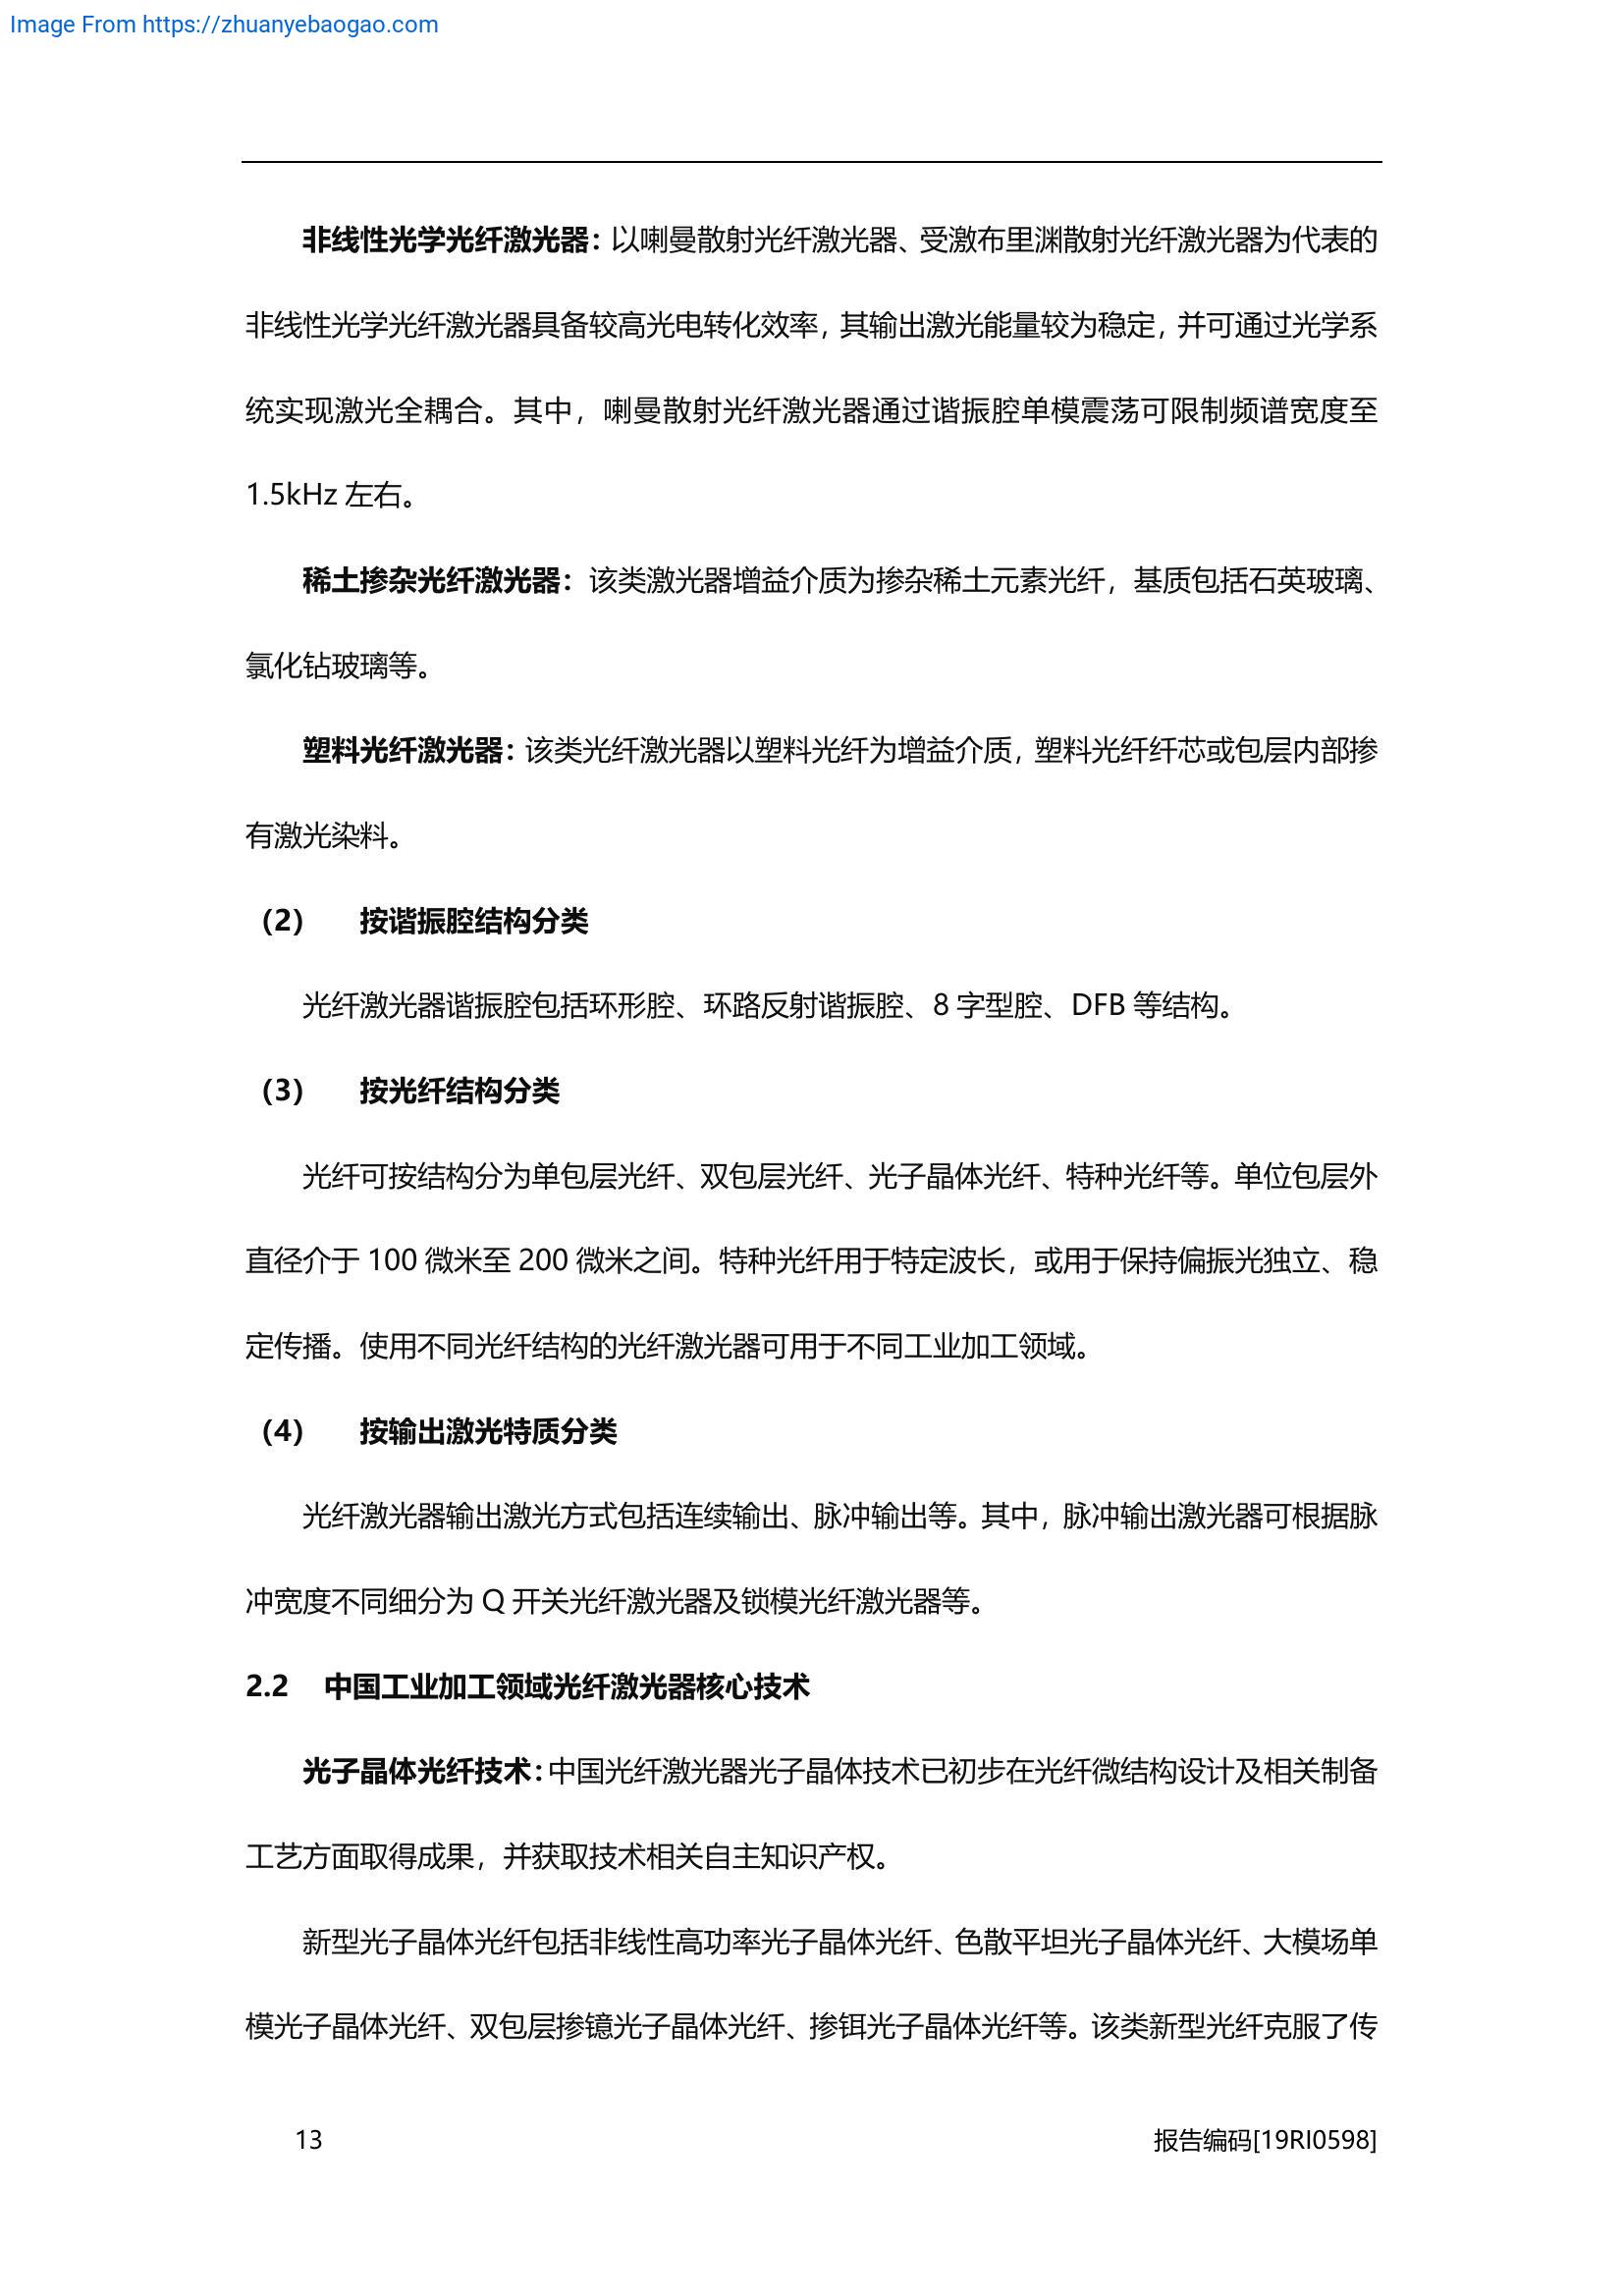 Image From https://zhuanyebaogao.com
非线性光学光纤激光器：以喇曼散射光纤激光器、受激布里渊散射光纤激光器为代表的
非线性光学光纤激光器具备较高光电转化效率，其输出激光能量较为稳定，并可通过光学系
统实现激光全耦合。其中，喇曼散射光纤激光器通过谐振腔单模震荡可限制频谱宽度至
1.5kHz 左右。
稀土掺杂光纤激光器：该类激光器增益介质为掺杂稀土元素光纤，基质包括石英玻璃、
氯化钻玻璃等。
塑料光纤激光器：该类光纤激光器以塑料光纤为增益介质，塑料光纤纤芯或包层内部掺
有激光染料。
（2） 按谐振腔结构分类
光纤激光器谐振腔包括环形腔、环路反射谐振腔、8 字型腔、DFB 等结构。
（3） 按光纤结构分类
光纤可按结构分为单包层光纤、双包层光纤、光子晶体光纤、特种光纤等。单位包层外
直径介于 100 微米至 200 微米之间。特种光纤用于特定波长，或用于保持偏振光独立、稳
定传播。使用不同光纤结构的光纤激光器可用于不同工业加工领域。
（4） 按输出激光特质分类
光纤激光器输出激光方式包括连续输出、脉冲输出等。其中，脉冲输出激光器可根据脉
冲宽度不同细分为 Q 开关光纤激光器及锁模光纤激光器等。
2.2 中国工业加工领域光纤激光器核心技术
光子晶体光纤技术：中国光纤激光器光子晶体技术已初步在光纤微结构设计及相关制备
工艺方面取得成果，并获取技术相关自主知识产权。
新型光子晶体光纤包括非线性高功率光子晶体光纤、色散平坦光子晶体光纤、大模场单
模光子晶体光纤、双包层掺镱光子晶体光纤、掺铒光子晶体光纤等。该类新型光纤克服了传
13 报告编码[19RI0598]